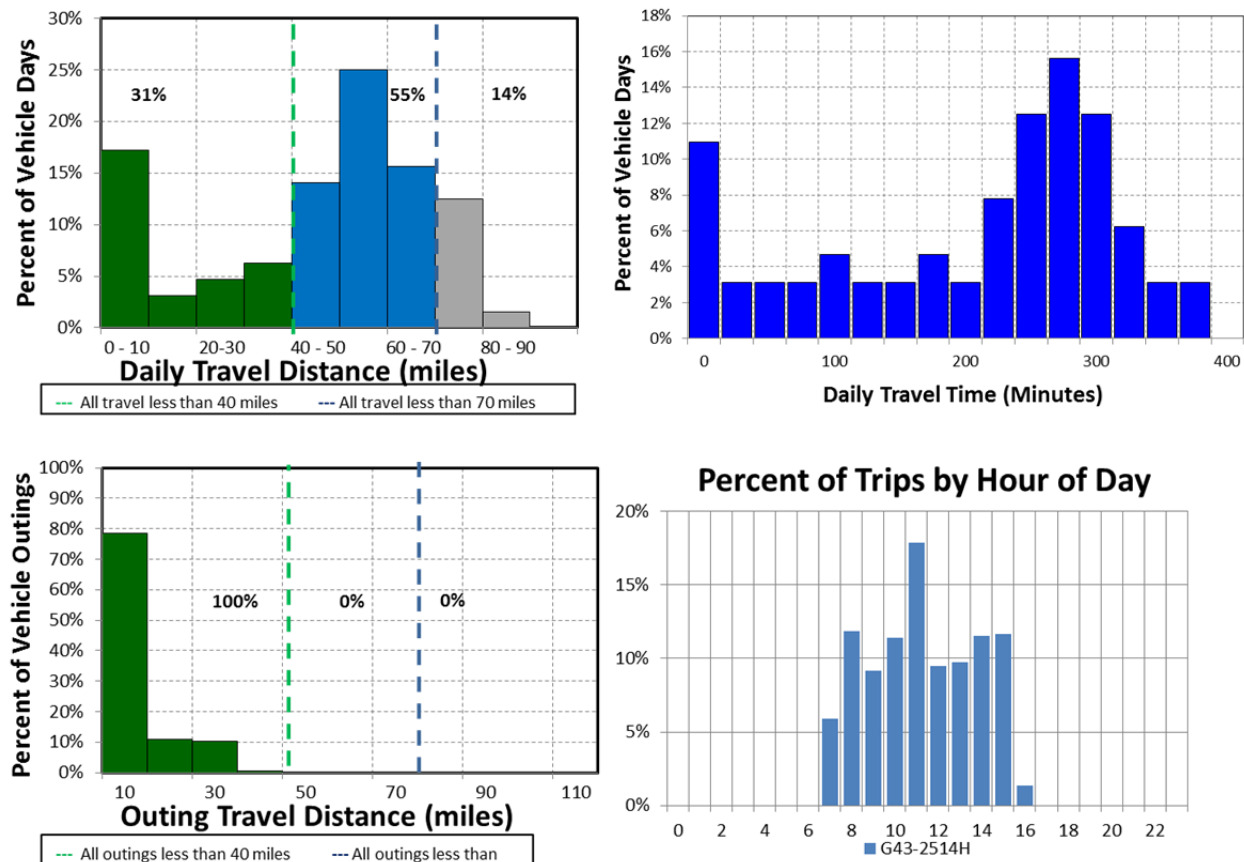 30%
25%
20%
15%
10%
5%
0%
Percent of Vehicle Days
31%
55%
14%
0 - 10 20-30 40 - 50 60 - 70 80 - 90
Daily Travel Distance (miles)
--- All travel less than 40 miles --- All travel less than 70 miles
18%
16%
14%
12%
10%
8%
6%
4%
2%
0%
Percent of Vehicle Days
0 100 200 300 400
Daily Travel Time (Minutes)
100%
90%
80%
70%
60%
50%
40%
30%
20%
10%
0%
Percent of Vehicle Outings
100%
0%
0%
10 30 50 70 90 110
Outing Travel Distance (miles)
--- All outings less than 40 miles --- All outings less than
Percent of Trips by Hour of Day
20%
15%
10%
5%
0%
0 2 4 6 8 10 12 14 16 18 20 22
G43-2514H